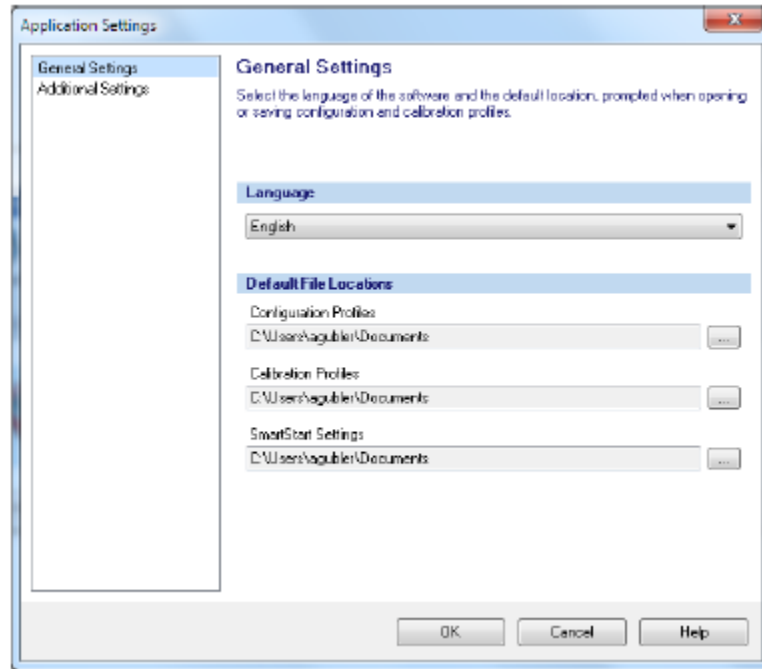 Application Settings
General Settings
Additional Settings
General Settings
Select the language of the software and the default location, prompted when opening
or saving configuration and calibration profiles.
Language
English
Default File Locations
Configuration Profiles
C:\Users\agubler\Documents
...
Calibration Profiles
C:\Users\agubler\Documents
...
SmartStart Settings
C:\Users\agubler\Documents
...
OK
Cancel
Help